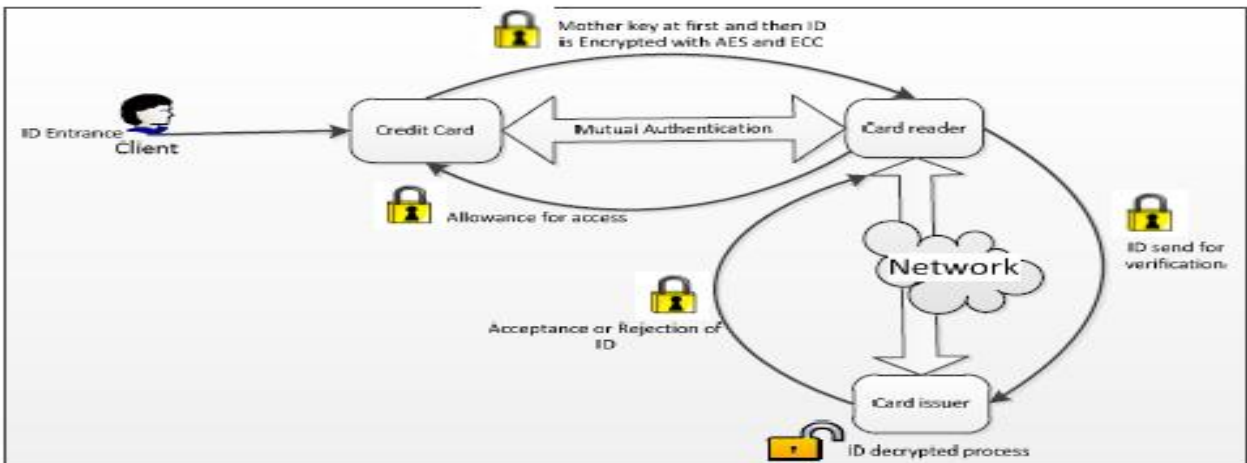 Mother key at first and then ID
is Encrypted with AES and ECC
ID Entrance
Client
Credit Card
Mutual Authentication
Card reader
Allowance for access
ID send for
verification.
Network
Acceptance or Rejection of
ID
Card issuer
ID decrypted process